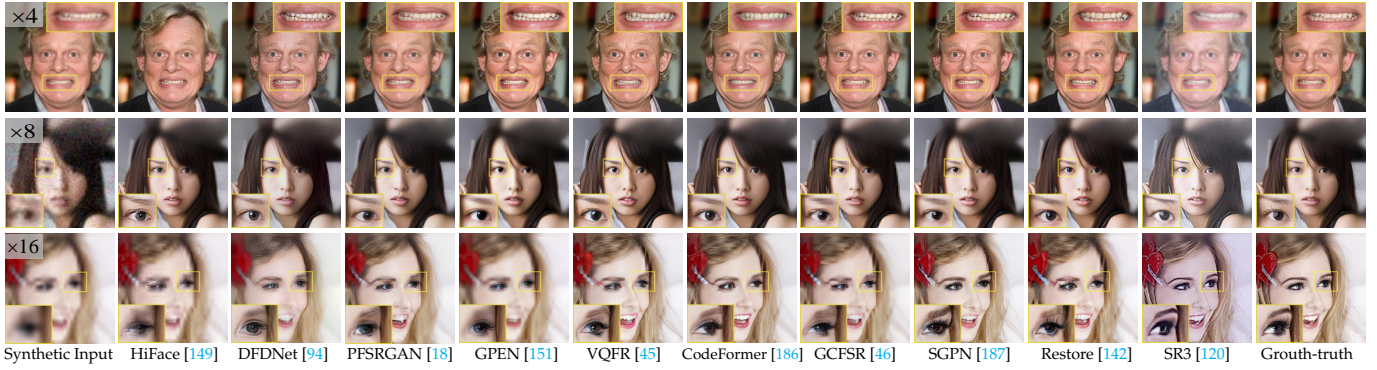 ×4
×8
×16
Synthetic Input HiFace [149] DFDNet [94] PFSRGAN [18] GPEN [151] VQFR [45] CodeFormer [186] GCFSR [46] SGPN [187] Restore [142] SR3 [120] Grouth-truth